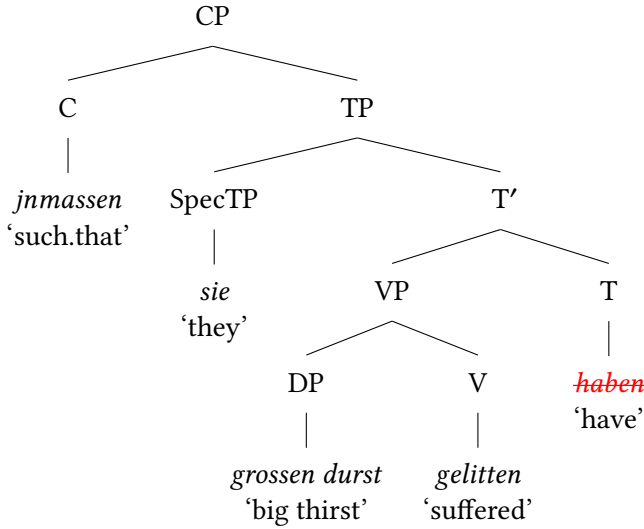 CP
C TP
jnmassen SpecTP T′
‘such.that’
sie VP T
‘they’
DP V haben
‘have’
grossen durst gelitten
‘big thirst’ ‘suffered’